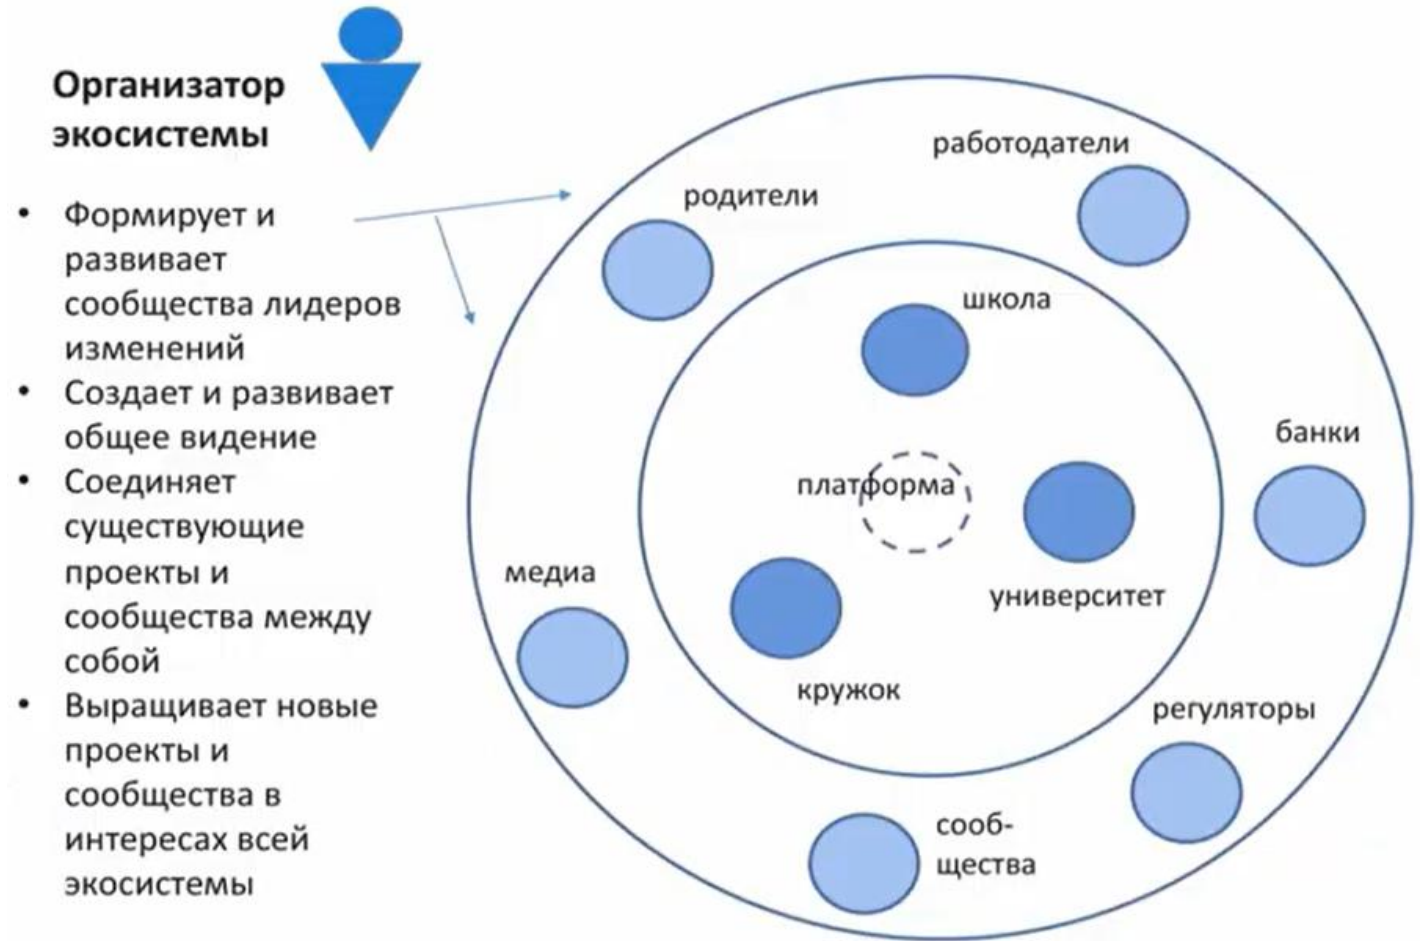 Организатор
экосистемы
• Формирует и
развивает
сообщества лидеров
изменений
• Создает и развивает
общее видение
• Соединяет
существующие
проекты и
сообщества между
собой
• Выращивает новые
проекты и
сообщества в
интересах всей
экосистемы
работодатели
родители
школа
банки
платформа
медиа
университет
кружок
регуляторы
сооб-
щества